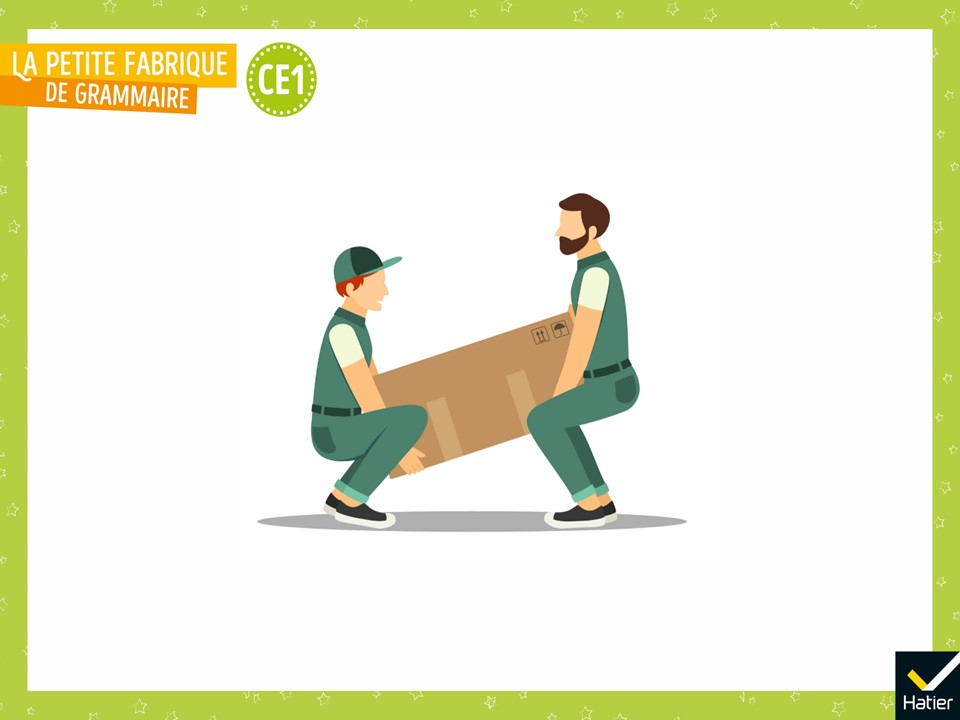 LA PETITE FABRIQUE
DE GRAMMAIRE
CE1
Hatier